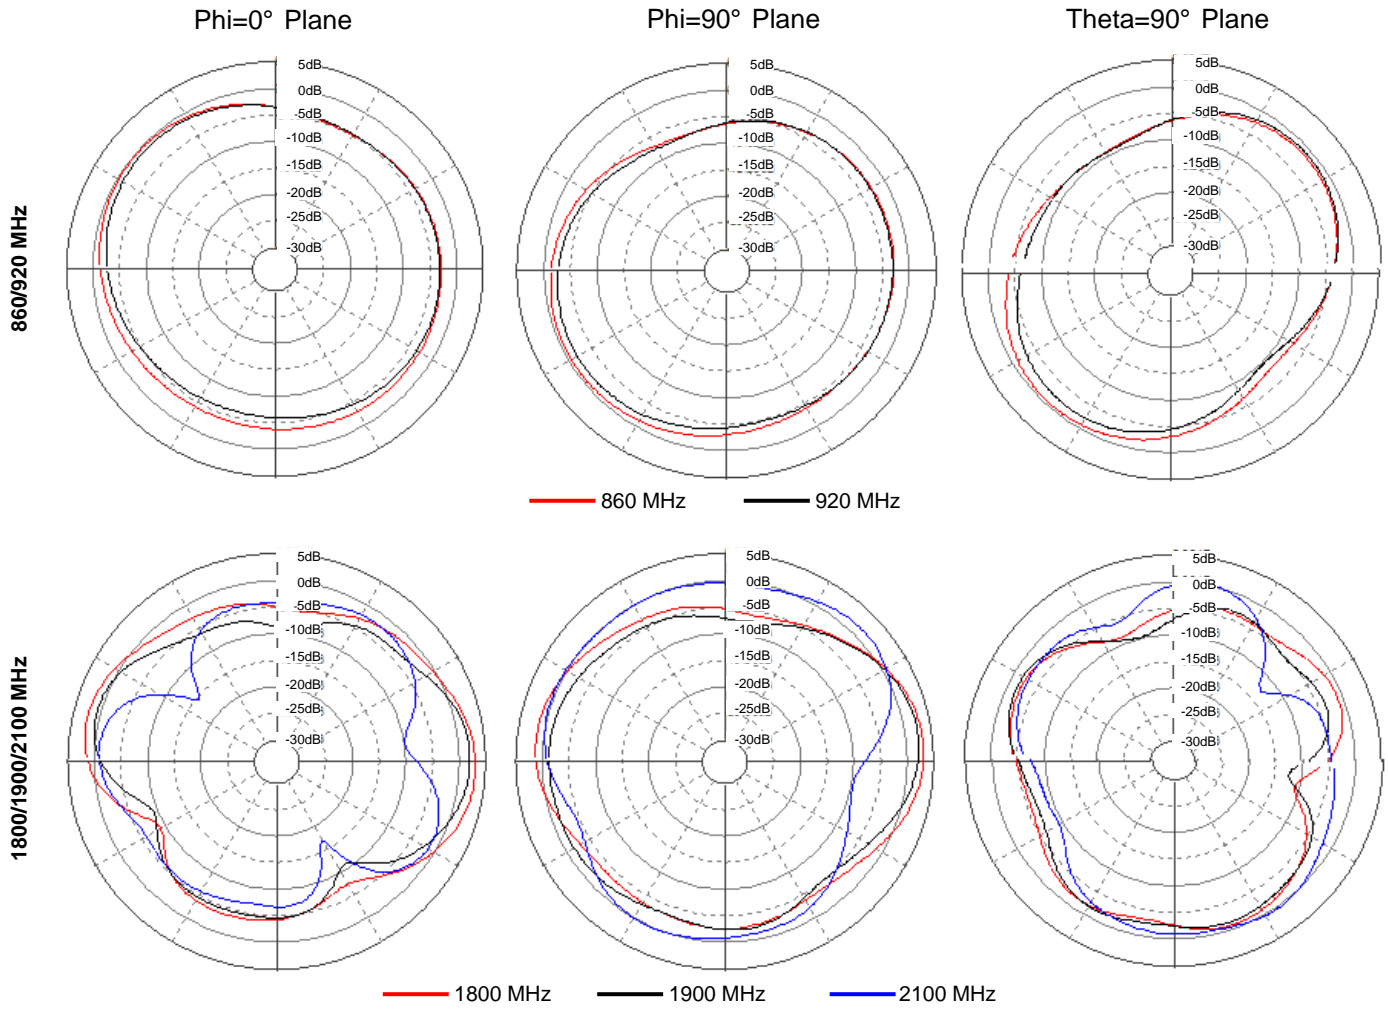 Phi=0° Plane
Phi=90° Plane
Theta=90° Plane
860/920 MHz
5dB
0dB
-5dB
-10dB
-15dB
-20dB
-25dB
-30dB
5dB
0dB
-5dB
-10dB
-15dB
-20dB
-25dB
-30dB
5dB
0dB
-5dB
-10dB
-15dB
-20dB
-25dB
-30dB
860 MHz
920 MHz
1800/1900/2100 MHz
5dB
0dB
-5dB
-10dB
-15dB
-20dB
-25dB
-30dB
5dB
0dB
-5dB
-10dB
-15dB
-20dB
-25dB
-30dB
5dB
0dB
-5dB
-10dB
-15dB
-20dB
-25dB
-30dB
1800 MHz
1900 MHz
2100 MHz